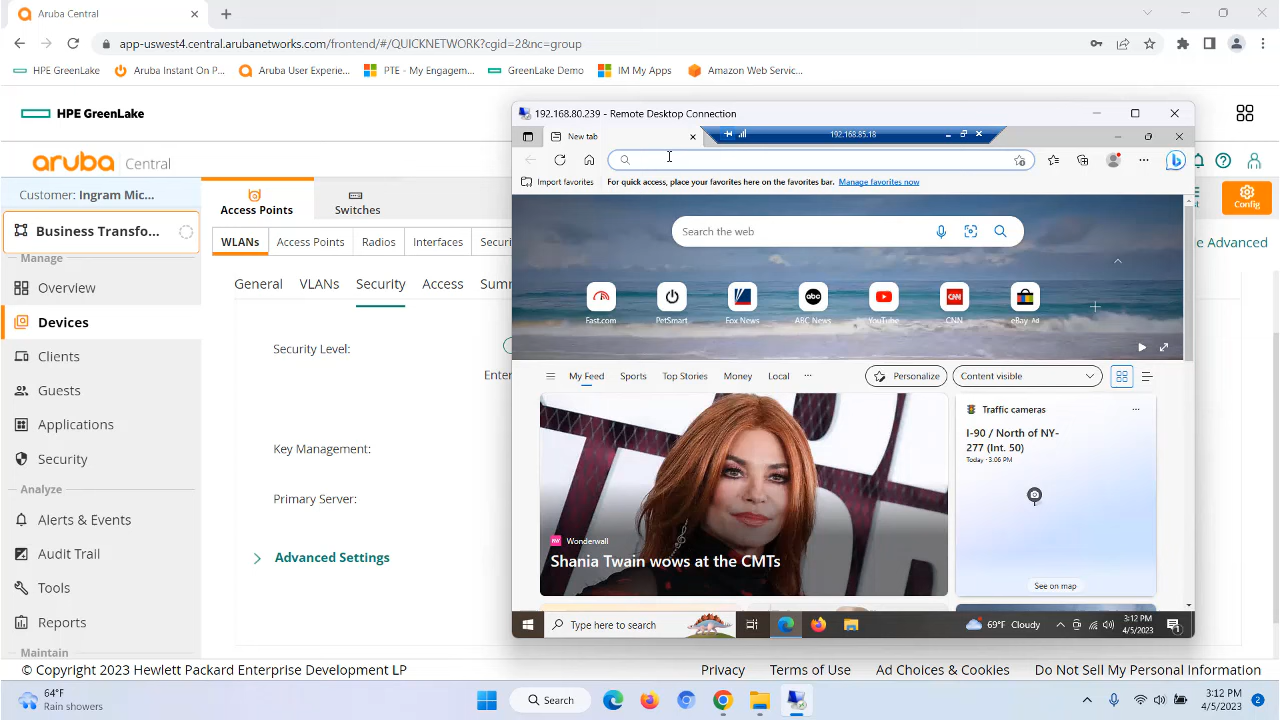 Aruba Central
app-uswest4.central.arubanetworks.com/frontend/#/QUICKNETWORK?cgid=2&nc=group
HPE GreenLake
Aruba Instant On P...
Aruba User Experie...
PTE - My Engagem...
GreenLake Demo
IM My Apps
Amazon Web Servic...
HPE GreenLake
aruba Central
Customer: Ingram Mic...
Business Transfo...
Manage
Overview
Devices
Clients
Guests
Applications
Security
Analyze
Alerts & Events
Audit Trail
Tools
Reports
Maintain
Access Points
Switches
Config
WLANs
Access Points
Radios
Interfaces
Securi
e Advanced
General
VLANs
Security
Access
Sum
Security Level:
Enter
Key Management:
Primary Server:
Advanced Settings
192.168.80.239 - Remote Desktop Connection
New tab
192.168.85.18
Import favorites
For quick access, place your favorites here on the favorites bar. Manage favorites now
Search the web
Fast.com
PetSmart
Fox News
ABC News
YouTube
CNN
eBay Ad
My Feed
Sports
Top Stories
Money
Local
Personalize
Content visible
Wonderwall
Shania Twain wows at the CMTs
Traffic cameras
I-90 / North of NY-
277 (Int. 50)
Today · 3:06 PM
See on map
Type here to search
69°F Cloudy
3:12 PM
4/5/2023
1
© Copyright 2023 Hewlett Packard Enterprise Development LP
Privacy
Terms of Use
Ad Choices & Cookies
Do Not Sell My Personal Information
64°F
Rain showers
Search
3:12 PM
4/5/2023
2